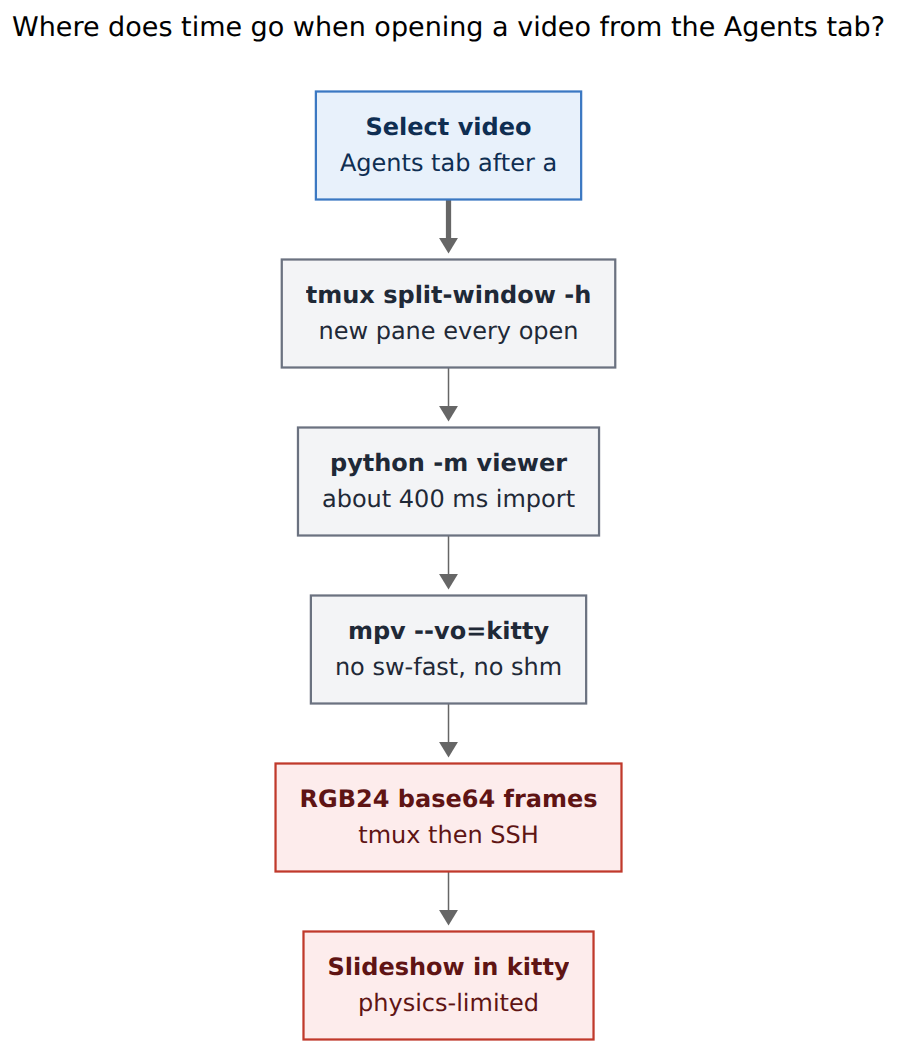 Where does time go when opening a video from the Agents tab?
Select video
Agents tab after a
tmux split-window -h
new pane every open
python -m viewer
about 400 ms import
mpv --vo=kitty
no sw-fast, no shm
RGB24 base64 frames
tmux then SSH
Slideshow in kitty
physics-limited